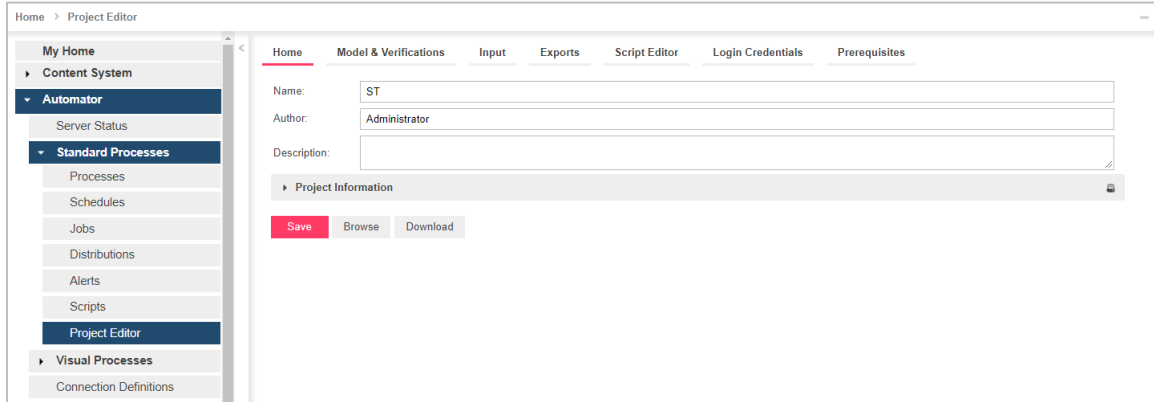 Home > Project Editor
My Home
Content System
Automator
Server Status
Standard Processes
Processes
Schedules
Jobs
Distributions
Alerts
Scripts
Project Editor
Visual Processes
Connection Definitions
Home Model & Verifications Input Exports Script Editor Login Credentials Prerequisites
Name: ST
Author: Administrator
Description:
Project Information
Save Browse Download